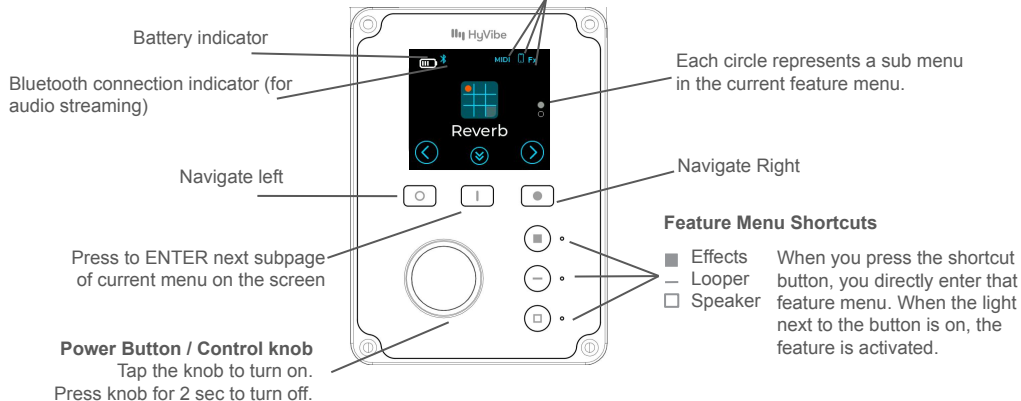 HyVibe
Battery indicator
MIDI
Fx
Bluetooth connection indicator (for
audio streaming)
Each circle represents a sub menu
in the current feature menu.
Reverb
Navigate left
Navigate Right
Press to ENTER next subpage
of current menu on the screen
Feature Menu Shortcuts
Effects
Looper
Speaker
When you press the shortcut
button, you directly enter that
feature menu. When the light
next to the button is on, the
feature is activated.
Power Button / Control knob
Tap the knob to turn on.
Press knob for 2 sec to turn off.